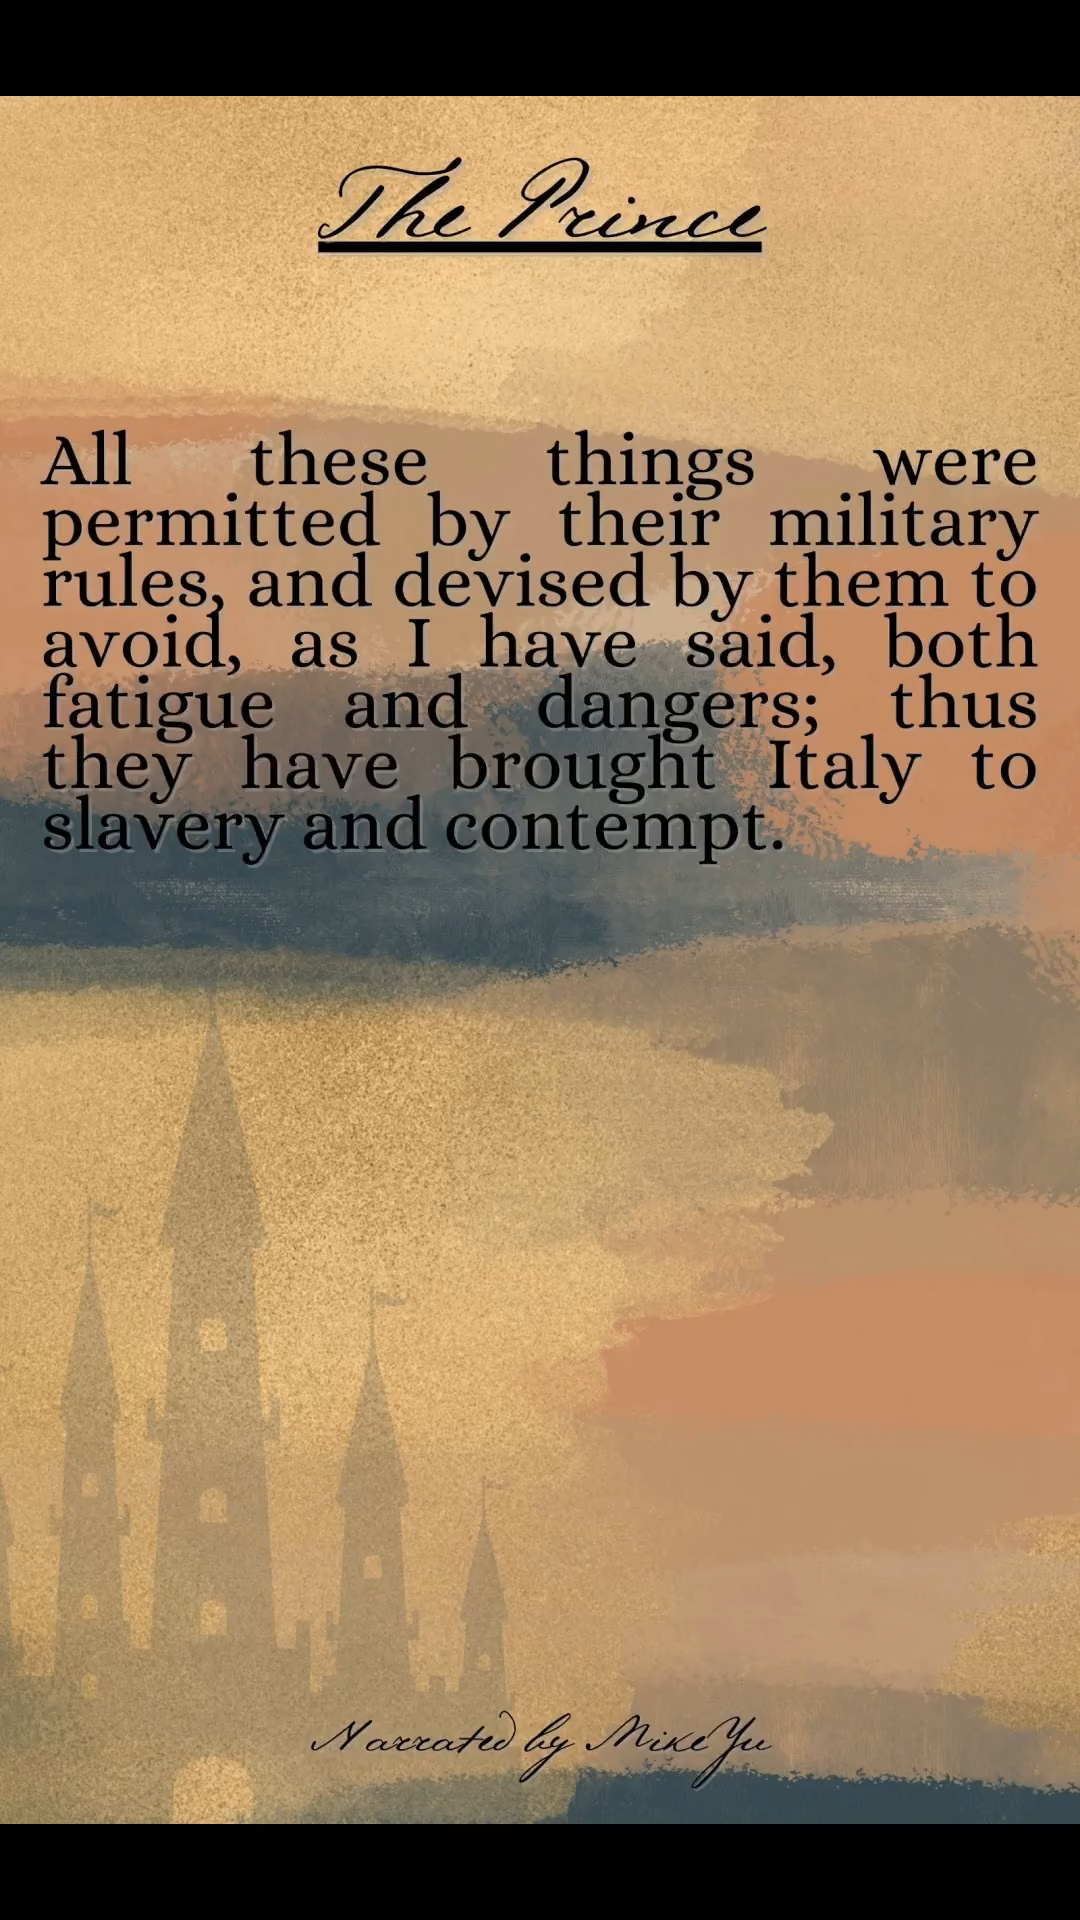 The Prince
All these things were
permitted by their military
rules, and devised by them to
avoid, as I have said, both
fatigue and dangers; thus
they have brought Italy to
slavery and contempt.
Narrated by Mike Yu